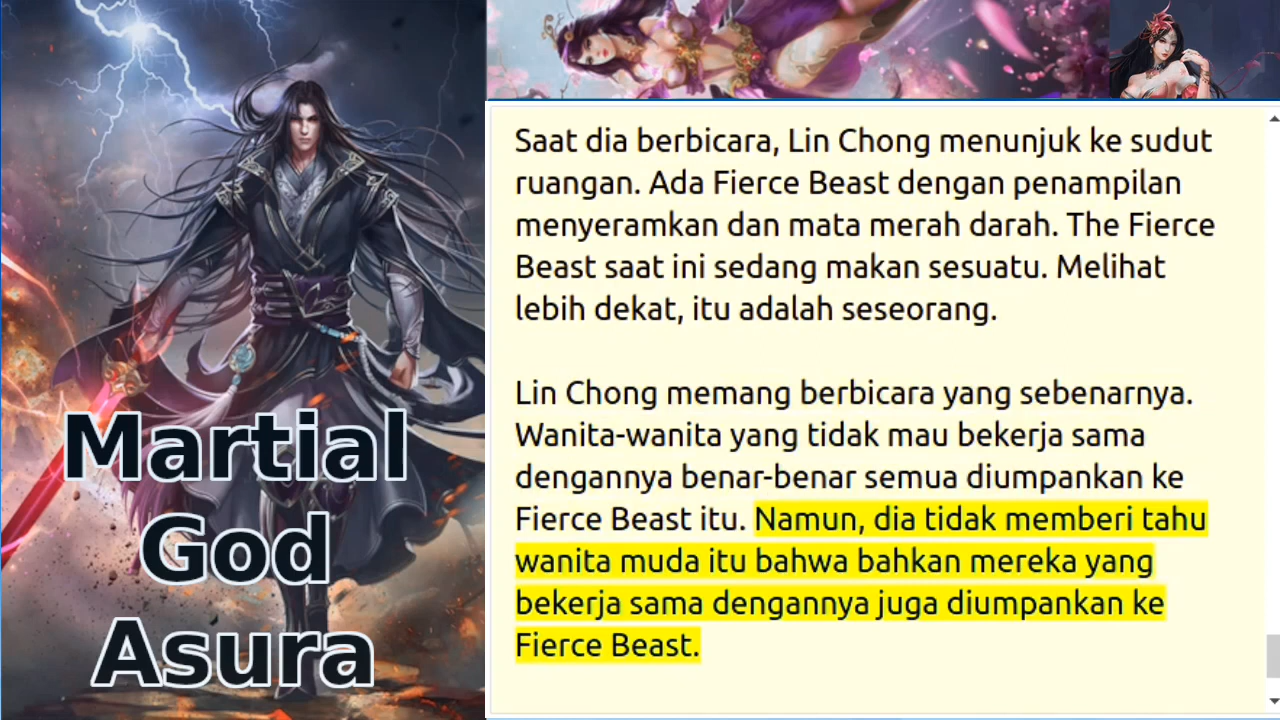 Martial
God
Asura
Saat dia berbicara, Lin Chong menunjuk ke sudut
ruangan. Ada Fierce Beast dengan penampilan
menyeramkan dan mata merah darah. The Fierce
Beast saat ini sedang makan sesuatu. Melihat
lebih dekat, itu adalah seseorang.
Lin Chong memang berbicara yang sebenarnya.
Wanita-wanita yang tidak mau bekerja sama
dengannya benar-benar semua diumpankan ke
Fierce Beast itu. Namun, dia tidak memberi tahu
wanita muda itu bahwa bahkan mereka yang
bekerja sama dengannya juga diumpankan ke
Fierce Beast.